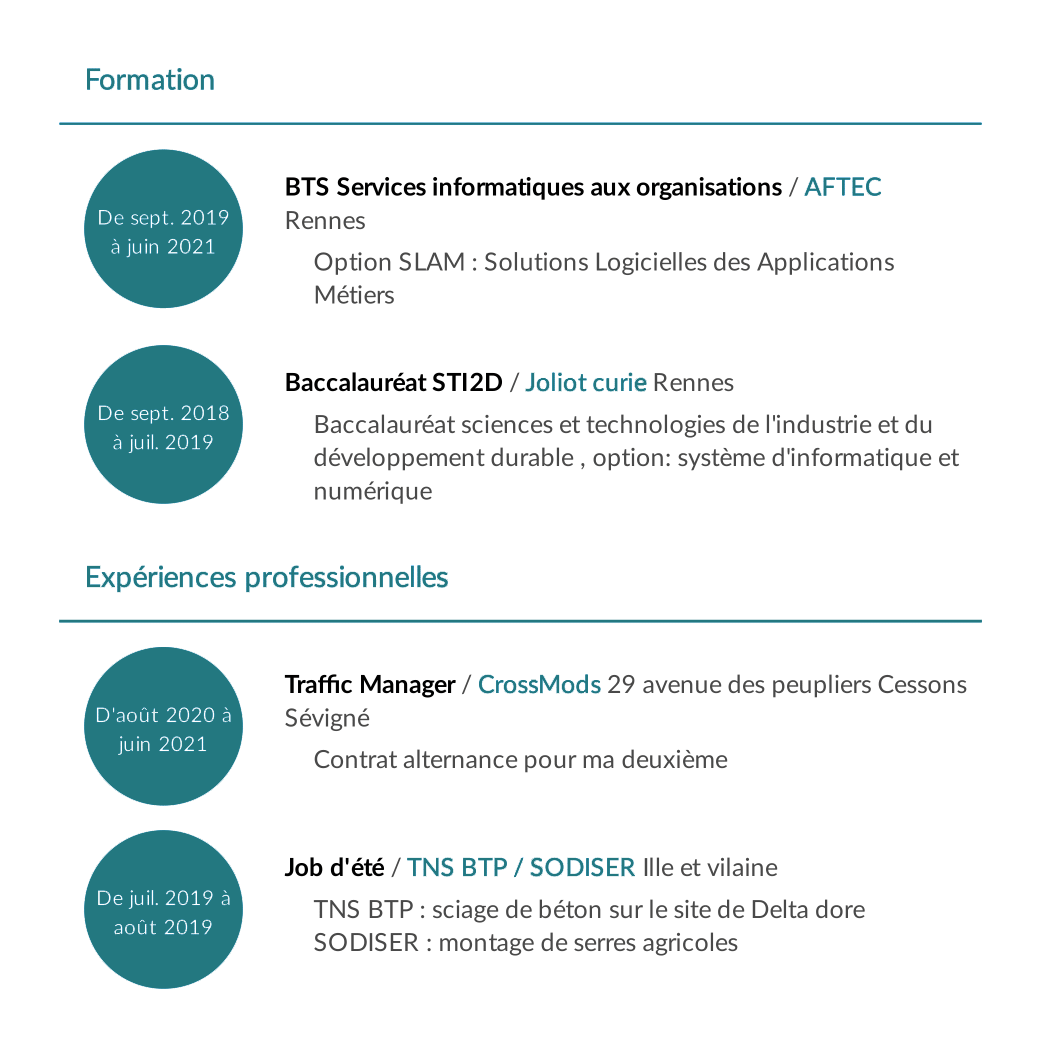 Formation
De sept. 2019
à juin 2021
BTS Services informatiques aux organisations / AFTEC
Rennes
Option SLAM : Solutions Logicielles des Applications
Métiers
De sept. 2018
à juil. 2019
Baccalauréat STI2D / Joliot curie Rennes
Baccalauréat sciences et technologies de l'industrie et du
développement durable , option: système d'informatique et
numérique
Expériences professionnelles
D'août 2020 à
juin 2021
Traffic Manager / CrossMods 29 avenue des peupliers Cessons
Sévigné
Contrat alternance pour ma deuxième
De juil. 2019 à
août 2019
Job d'été / TNS BTP / SODISER Ille et vilaine
TNS BTP : sciage de béton sur le site de Delta dore
SODISER : montage de serres agricoles